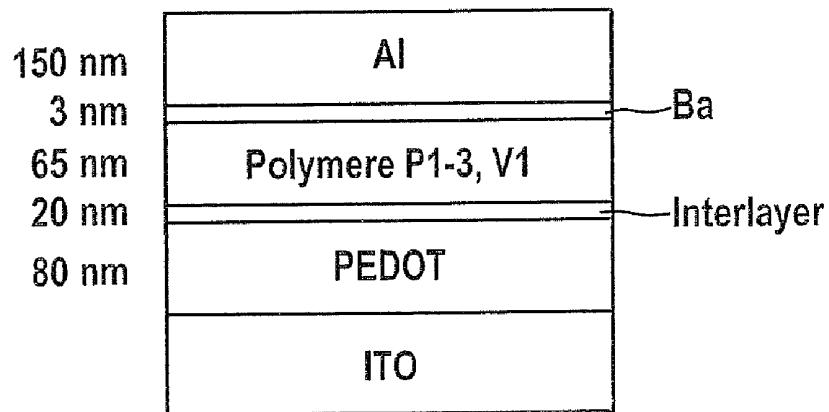 Al
150 nm
3 nm
Ba
65 nm
Polymere P1-3, V1
20 nm
Interlayer
80 nm
PEDOT
ITO